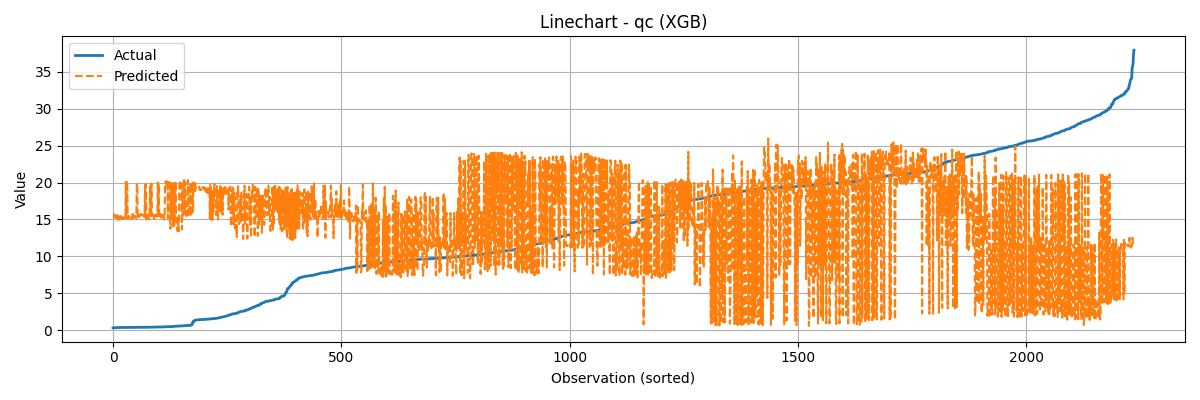 Linechart - qc (XGB)
Actual
Predicted
Value
35
30
25
20
15
10
5
0
0 500 1000 1500 2000
Observation (sorted)